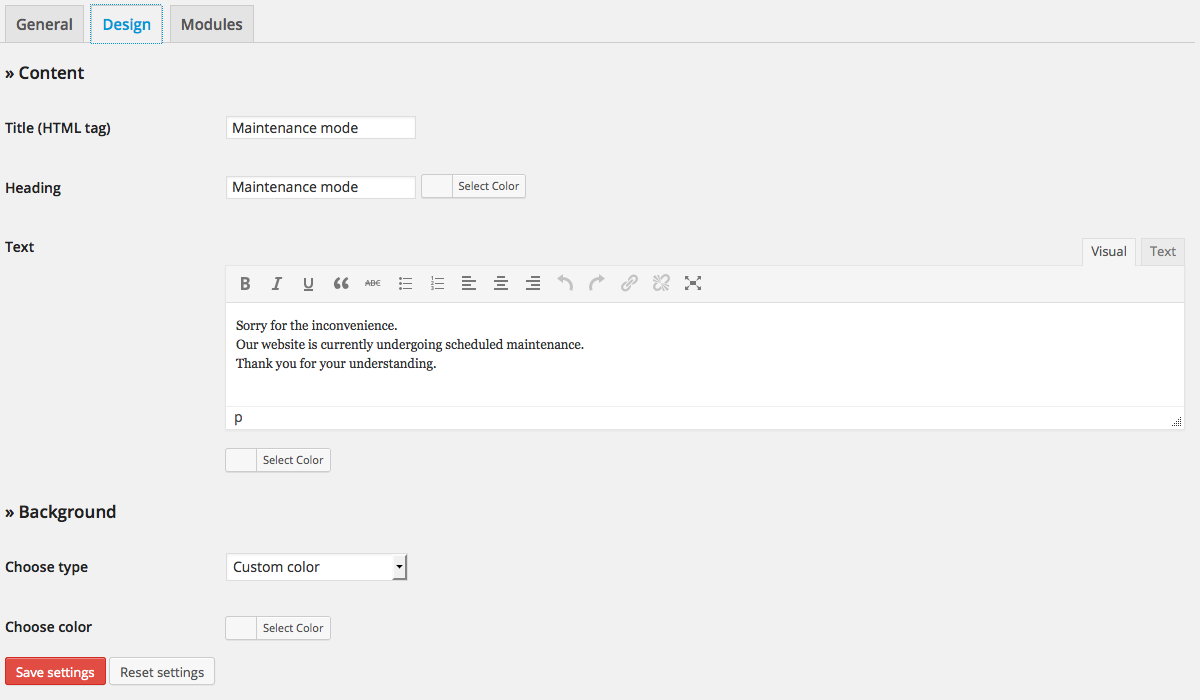 General Design Modules
» Content
Title (HTML tag) Maintenance mode
Heading Maintenance mode Select Color
Text Visual Text
B I U “ ABC
Sorry for the inconvenience.
Our website is currently undergoing scheduled maintenance.
Thank you for your understanding.
p
Select Color
» Background
Choose type Custom color
Choose color Select Color
Save settings Reset settings